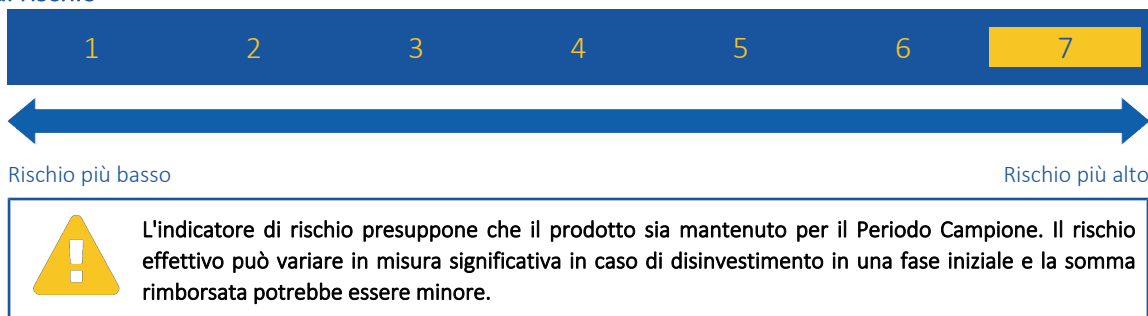 di rischio
1 2 3 4 5 6 7
Rischio più basso Rischio più alto
L'indicatore di rischio presuppone che il prodotto sia mantenuto per il Periodo Campione. Il rischio
effettivo può variare in misura significativa in caso di disinvestimento in una fase iniziale e la somma
rimborsata potrebbe essere minore.